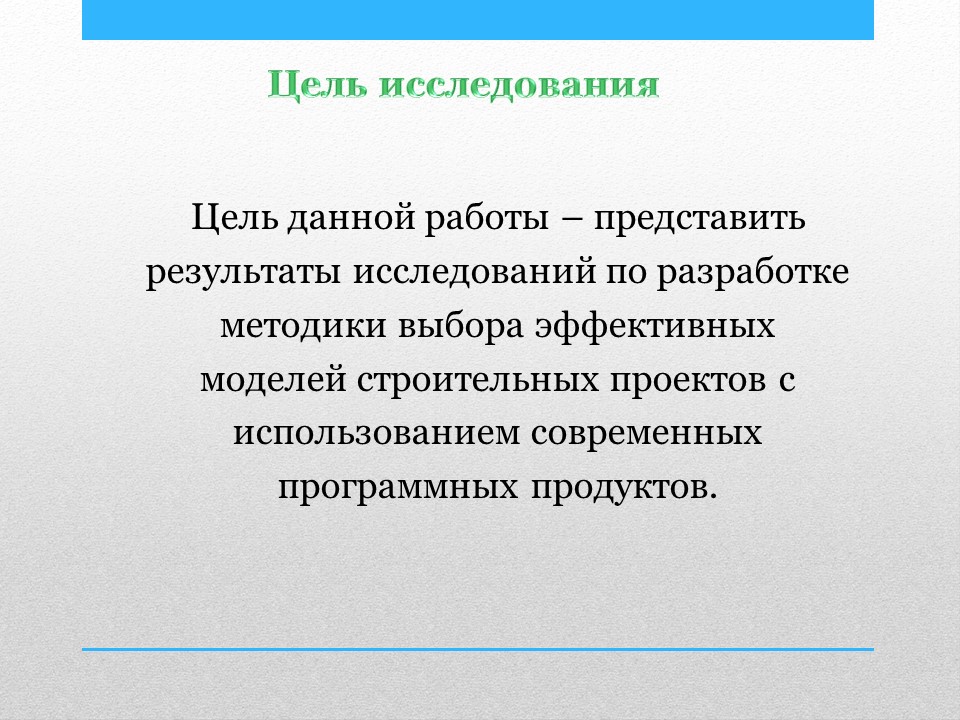 Цель исследования
Цель данной работы – представить
результаты исследований по разработке
методики выбора эффективных
моделей строительных проектов с
использованием современных
программных продуктов.